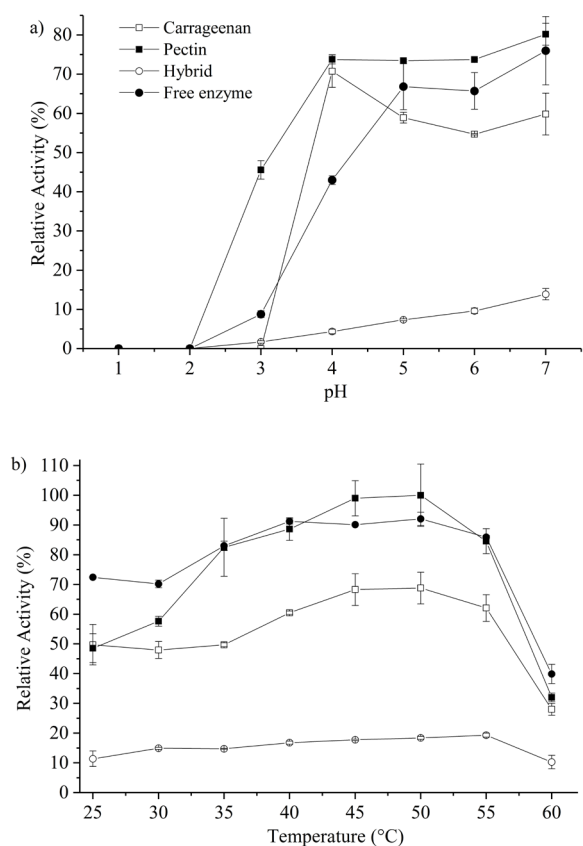 a)
Carrageenan
Pectin
Hybrid
Free enzyme
80
70
60
50
40
30
20
10
0
Relative Activity (%)
1 2 3 4 5 6 7
pH
b)
110
100
90
80
70
60
50
40
30
20
10
0
Relative Activity (%)
25 30 35 40 45 50 55 60
Temperature (°C)